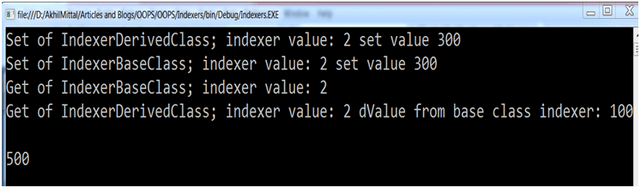 file:///D:/AkhilMittal/Articles and Blogs/OOPS/OOPS/Indexers/bin/Debug/Indexers.EXE
Set of IndexerDerivedClass; indexer value: 2 set value 300
Set of IndexerBaseClass; indexer value: 2 set value 300
Get of IndexerBaseClass; indexer value: 2
Get of IndexerDerivedClass; indexer value: 2 dValue from base class indexer: 100
500